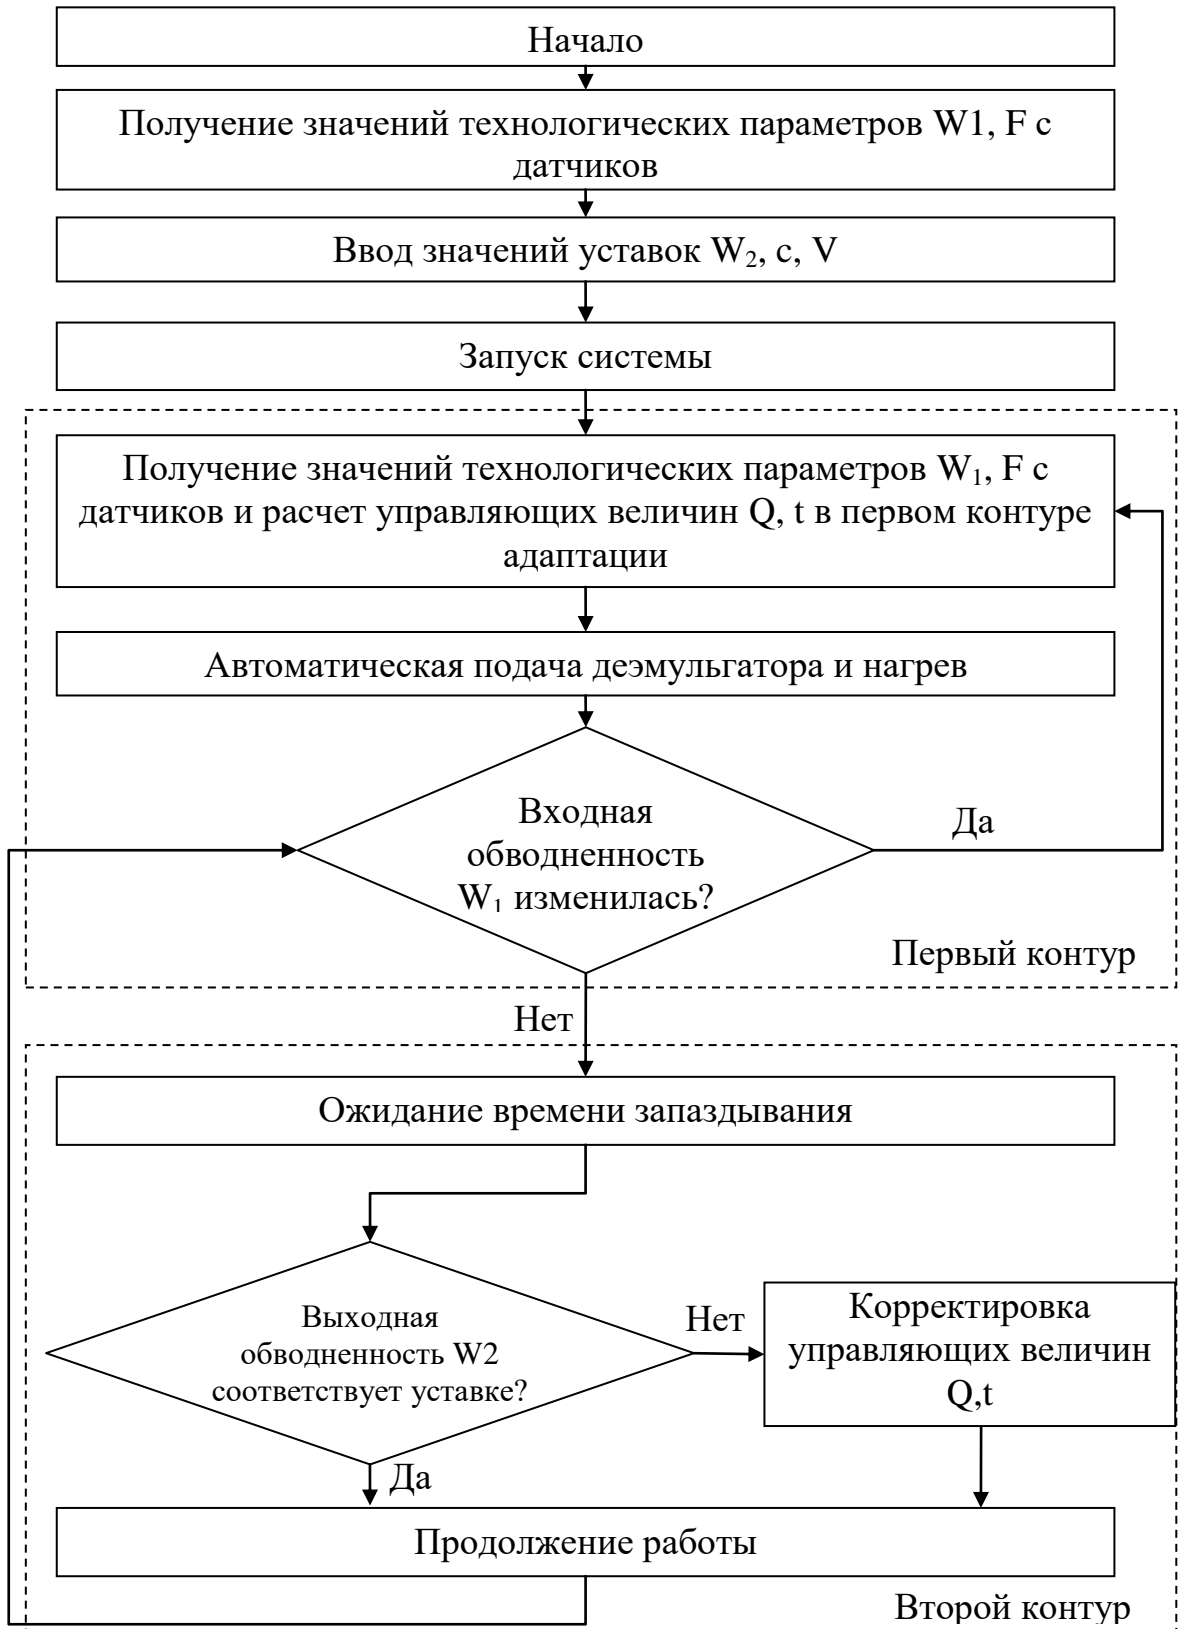 Начало
Получение значений технологических параметров W1, F с
датчиков
Ввод значений уставок W₂, c, V
Запуск системы
Получение значений технологических параметров W₁, F с
датчиков и расчет управляющих величин Q, t в первом контуре
адаптации
Автоматическая подача деэмульгатора и нагрев
Входная
обводненность
W₁ изменилась?
Да
Первый контур
Нет
Ожидание времени запаздывания
Выходная
обводненность W2
соответствует уставке?
Нет
Корректировка
управляющих величин
Q,t
Да
Продолжение работы
Второй контур